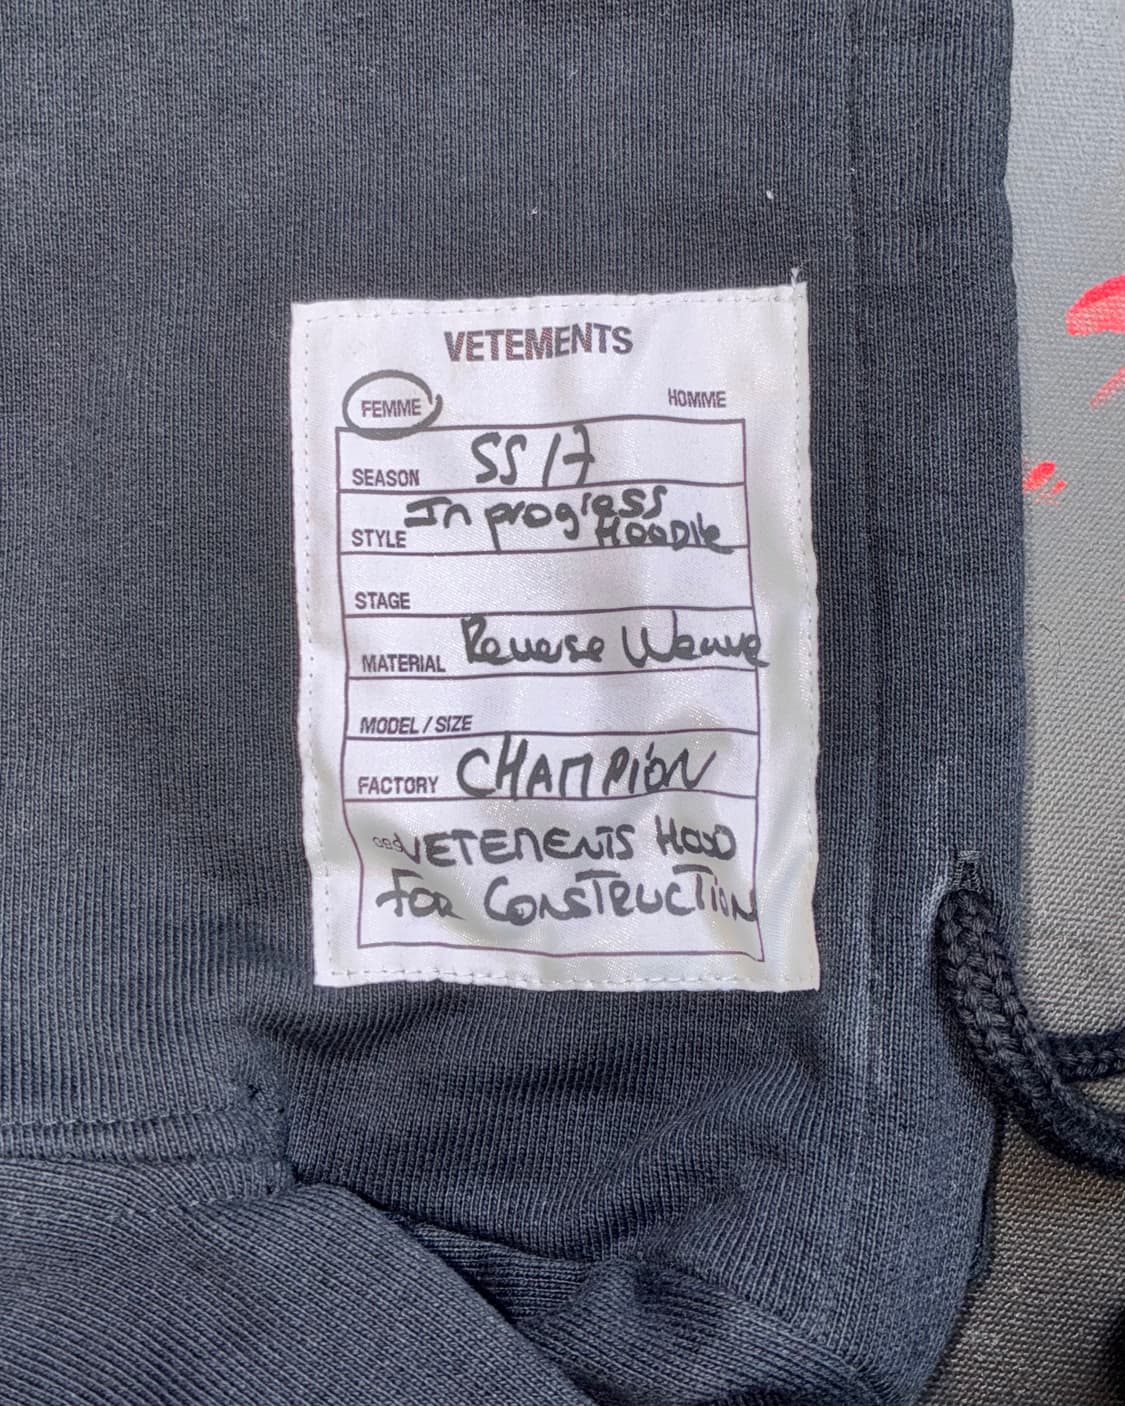 VETEMENTS
FEMME HOMME
SEASON SS 17
STYLE In progress HOODIE
STAGE
MATERIAL Reverse Weave
MODEL / SIZE
FACTORY CHAMPION
VETEMENTS HOOD
FOR CONSTRUCTION